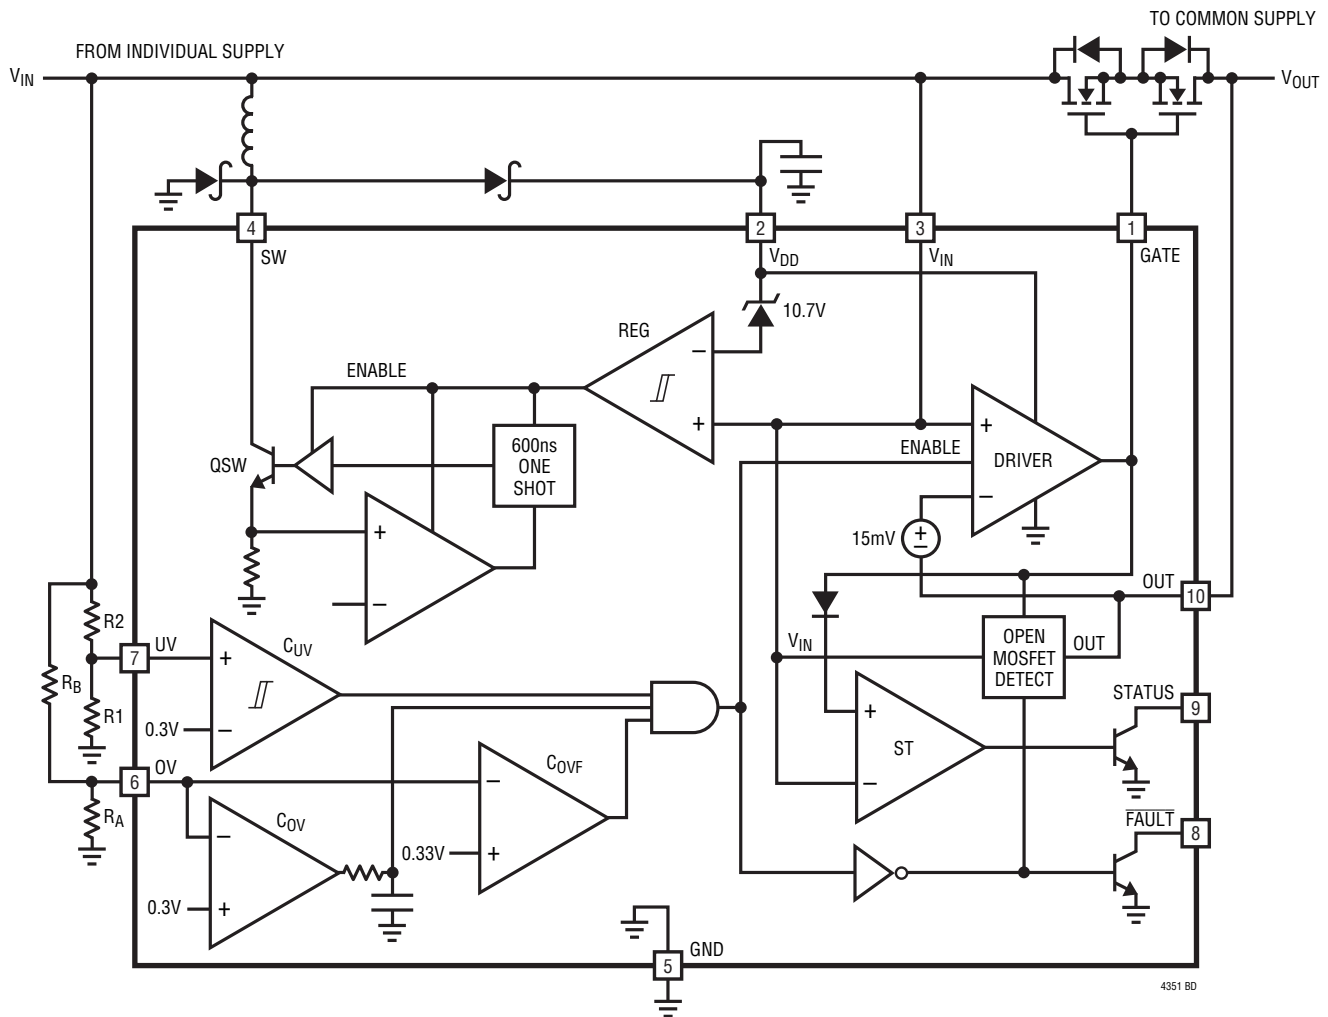 TO COMMON SUPPLY
FROM INDIVIDUAL SUPPLY
VIN
VOUT
4
2
3
1
SW
VDD
VIN
GATE
10.7V
REG
−
+
ENABLE
600ns
ONE
SHOT
QSW
+
−
+
ENABLE
DRIVER
−
15mV
+
−
OUT
10
R2
7
UV
CUV
+
−
0.3V
RB
R1
VIN
OPEN
MOSFET
DETECT
OUT
STATUS
9
+
ST
−
6
OV
COVF
−
+
0.33V
RA
COV
−
+
0.3V
FAULT
8
GND
5
4351 BD